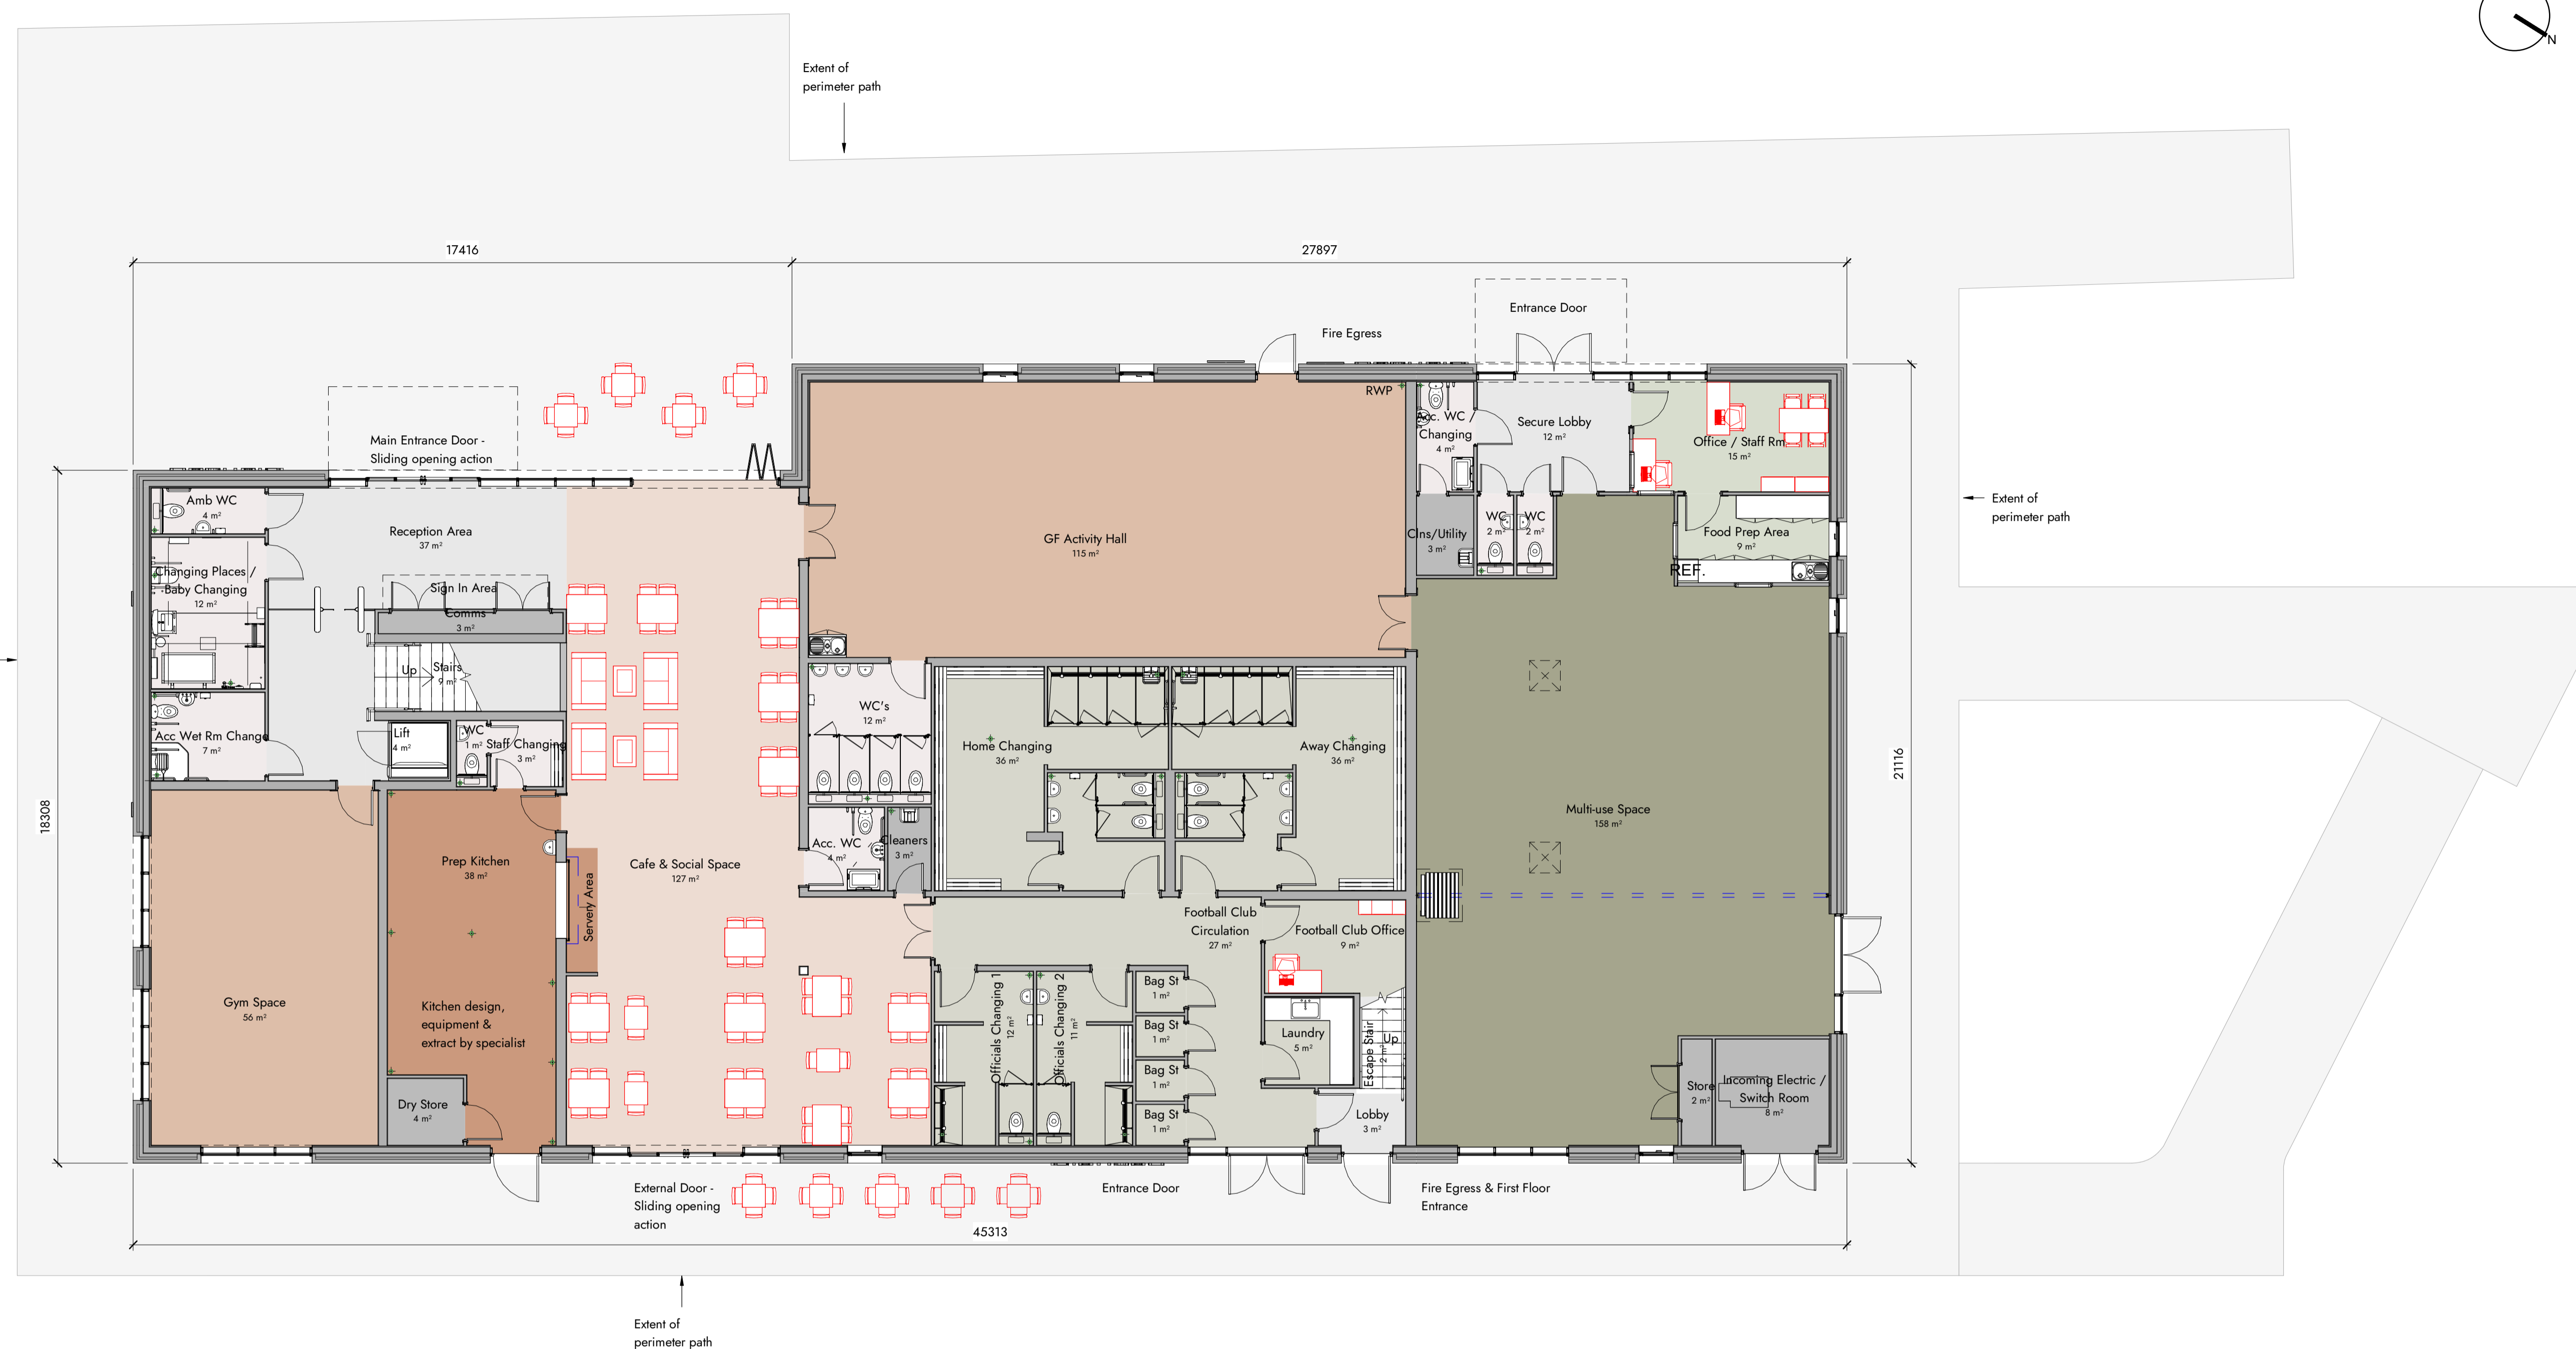 N
Extent of
perimeter path
17416
27897
Entrance Door
Fire Egress
RWP
Main Entrance Door -
Sliding opening action
Acc. WC /
Changing
4 m²
Secure Lobby
12 m²
Office / Staff Rm
15 m²
Amb WC
4 m²
Reception Area
37 m²
GF Activity Hall
115 m²
Clns/Utility
3 m²
WC
2 m²
WC
2 m²
Food Prep Area
9 m²
REF.
Extent of
perimeter path
Changing Places /
Baby Changing
12 m²
Sign In Area
Comms
3 m²
Up
Stairs
9 m²
Acc Wet Rm Change
7 m²
Lift
4 m²
WC
1 m²
Staff Changing
3 m²
WC's
12 m²
Home Changing
36 m²
Away Changing
36 m²
18308
21116
Multi-use Space
158 m²
Prep Kitchen
38 m²
Servery Area
Cafe & Social Space
127 m²
Acc. WC
4 m²
Cleaners
3 m²
Football Club
Circulation
27 m²
Football Club Office
9 m²
Gym Space
56 m²
Kitchen design,
equipment &
extract by specialist
Officials Changing 1
12 m²
Officials Changing 2
11 m²
Bag St
1 m²
Bag St
1 m²
Bag St
1 m²
Bag St
1 m²
Laundry
5 m²
Escape Stair
2 m²
Up
Lobby
3 m²
Store
2 m²
Incoming Electric /
Switch Room
8 m²
Dry Store
4 m²
External Door -
Sliding opening
action
Entrance Door
Fire Egress & First Floor
Entrance
45313
Extent of
perimeter path